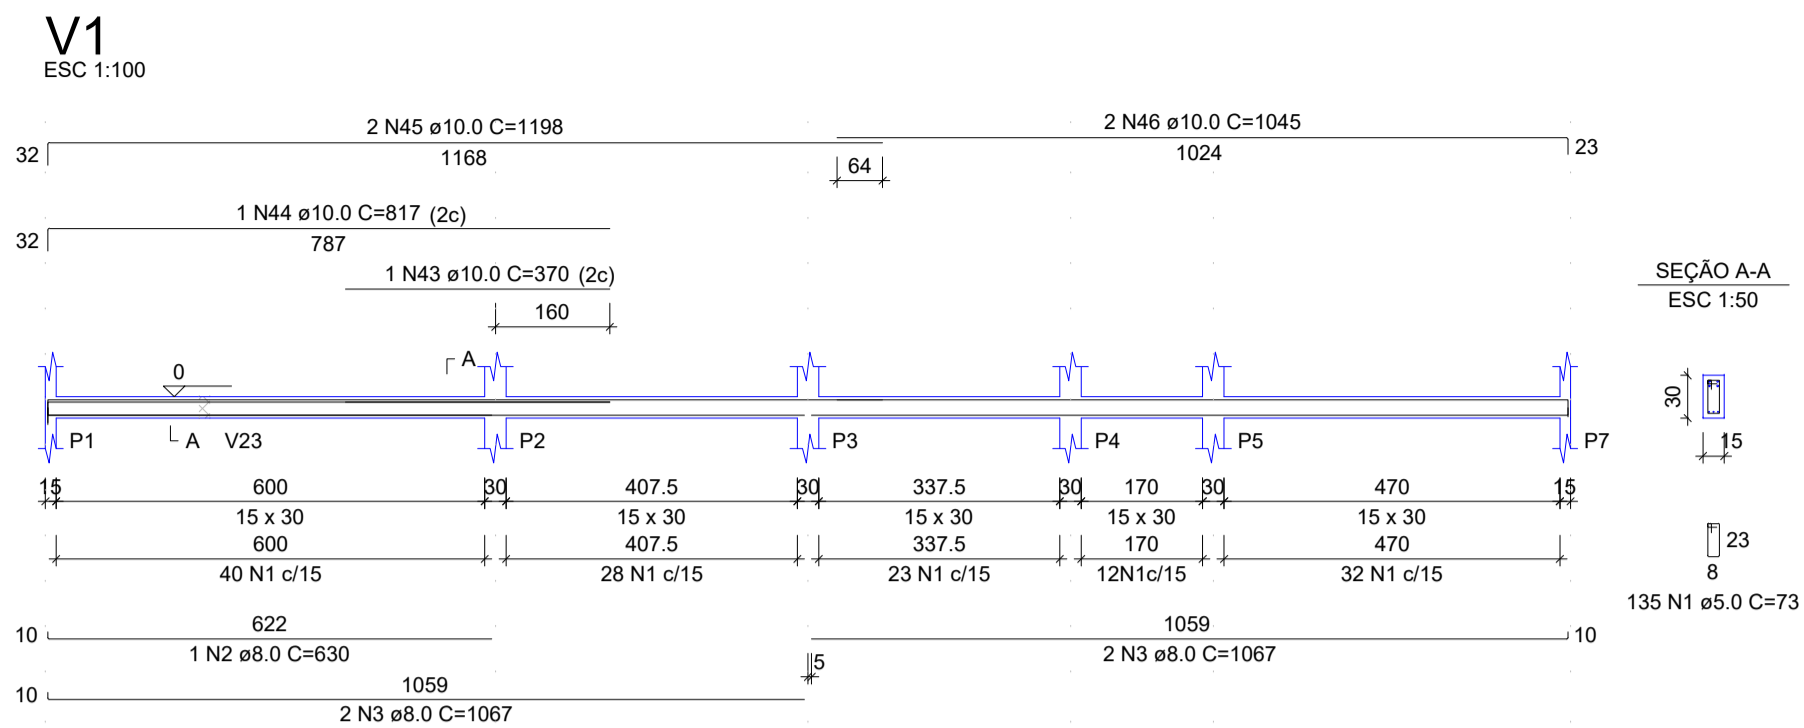 V1
ESC 1:100
2 N45 ø10.0 C=1198
2 N46 ø10.0 C=1045
32
1168
1024
23
64
1 N44 ø10.0 C=817 (2c)
32
787
1 N43 ø10.0 C=370 (2c)
160
SEÇÃO A-A
ESC 1:50
A
0
30
A V23
P1 P2 P3 P4 P5 P7
15
15 600 30 407.5 30 337.5 30 170 30 470 15
15 x 30 15 x 30 15 x 30 15 x 30 15 x 30
600 407.5 337.5 170 470
23
40 N1 c/15 28 N1 c/15 23 N1 c/15 12N1c/15 32 N1 c/15
8
135 N1 ø5.0 C=73
622 1059
10 10
1 N2 ø8.0 C=630 2 N3 ø8.0 C=1067
5
1059
10
2 N3 ø8.0 C=1067